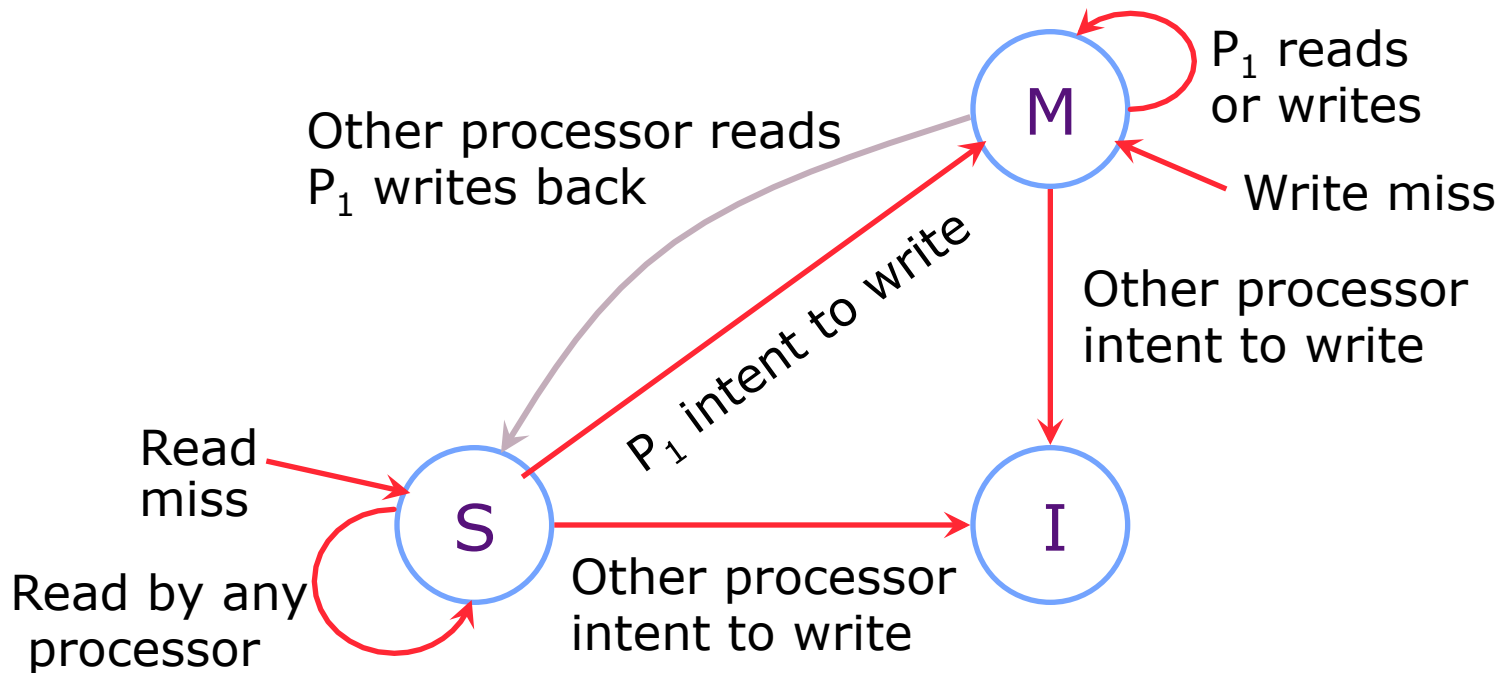 P₁ reads
or writes
M
Other processor reads
P₁ writes back
Write miss
P₁ intent to write
Other processor
intent to write
Read
miss
S
I
Read by any
processor
Other processor
intent to write